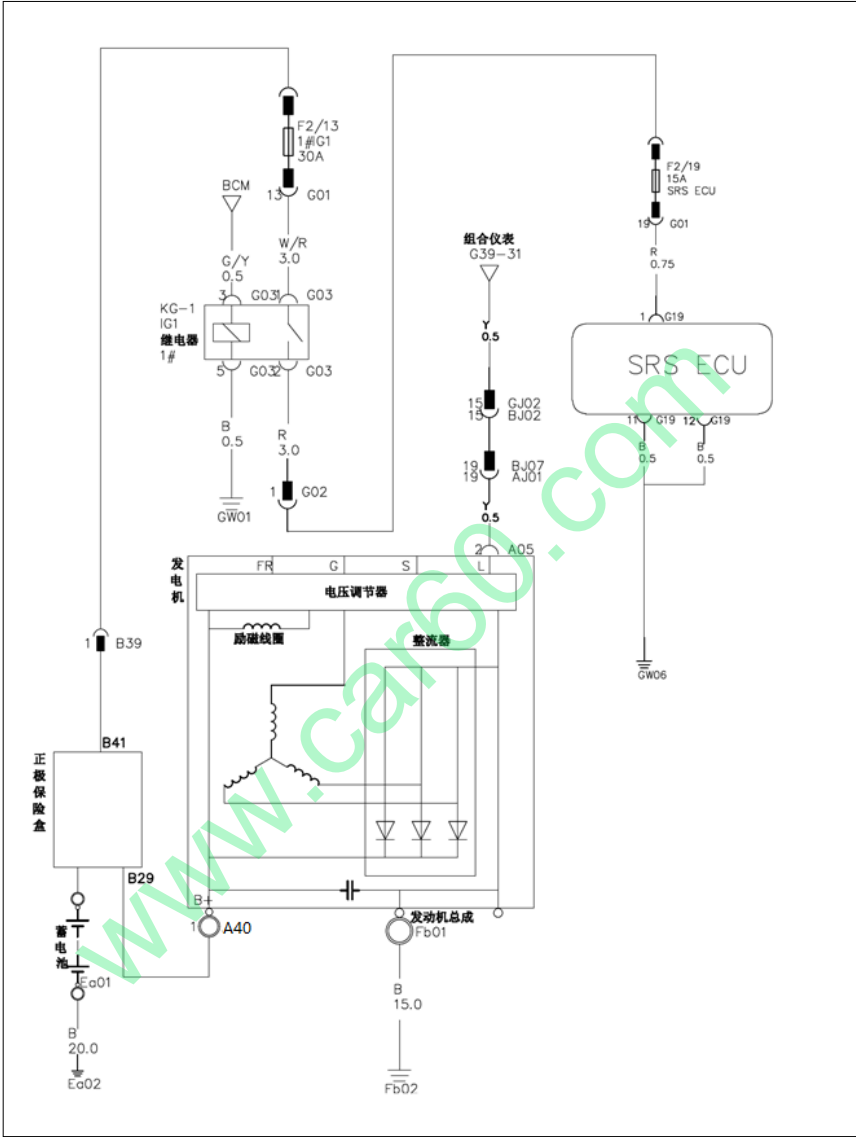 F2/13
1#IG1
30A
13 G01
BCM
W/R
3.0
G/Y
0.5
3 G03 1 G03
KG-1
IG1
继电器
1#
5 G03 2 G03
B
0.5
R
3.0
GW01
1 G02
组合仪表
G39-31
Y
0.5
15 GJ02
15 BJ02
19 BJ07
19 AJ01
Y
0.5
2 A05
F2/19
15A
SRS ECU
19 G01
R
0.75
1 G19
SRS ECU
11 G19 12 G19
B
0.5
B
0.5
GW06
发电机
FR G S L
电压调节器
励磁线圈
整流器
1 B39
B41
正极保险盒
B29
B+
1 A40
发动机总成
Fb01
蓄电池
Ea01
B
20.0
Ea02
B
15.0
Fb02
www.car60.com